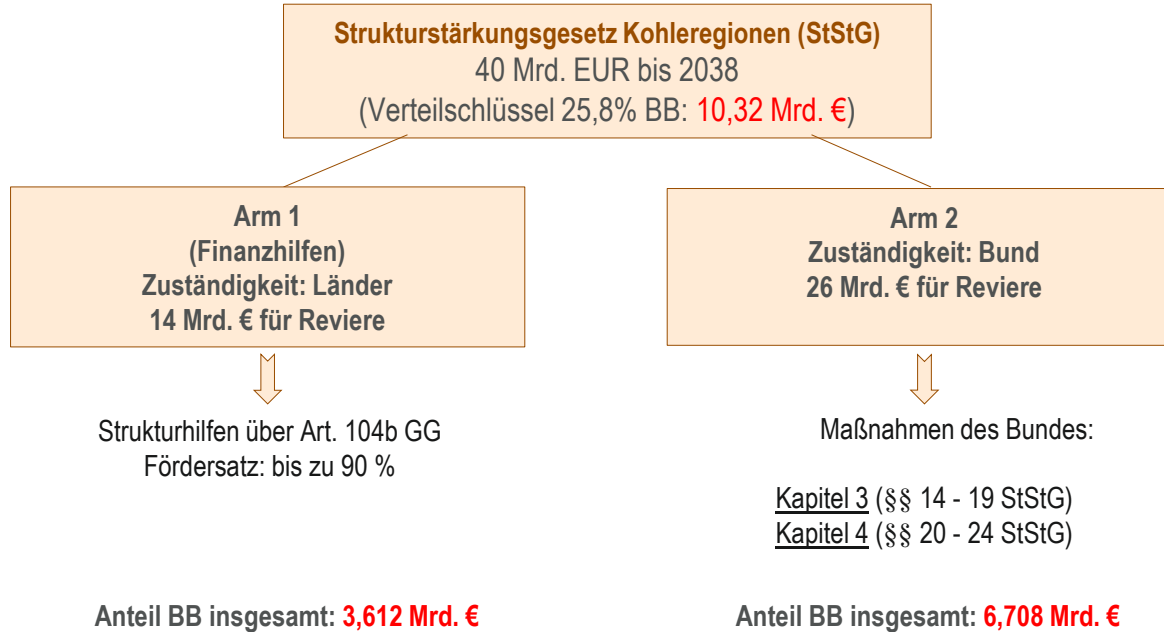 Strukturstärkungsgesetz Kohleregionen (StStG)
40 Mrd. EUR bis 2038
(Verteilschlüssel 25,8% BB: 10,32 Mrd. €)
Arm 1
(Finanzhilfen)
Zuständigkeit: Länder
14 Mrd. € für Reviere
Arm 2
Zuständigkeit: Bund
26 Mrd. € für Reviere
Strukturhilfen über Art. 104b GG
Fördersatz: bis zu 90 %
Maßnahmen des Bundes:
Kapitel 3 (§§ 14 - 19 StStG)
Kapitel 4 (§§ 20 - 24 StStG)
Anteil BB insgesamt: 3,612 Mrd. €
Anteil BB insgesamt: 6,708 Mrd. €